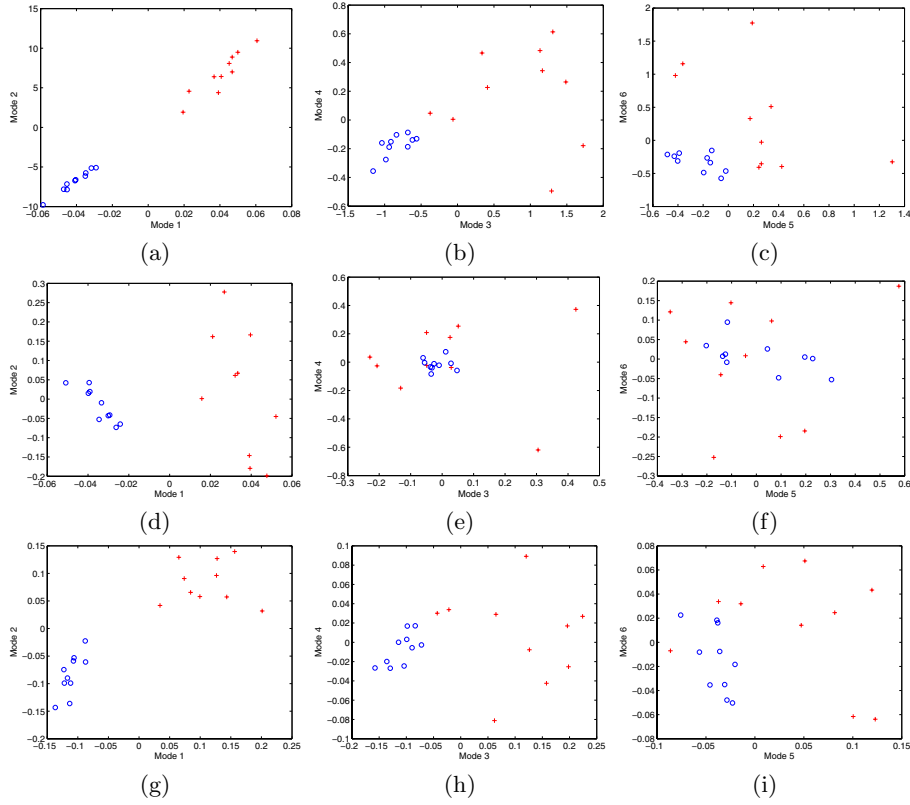 15
10
5
0
−5
−10
−0.06 −0.04 −0.02 0 0.02 0.04 0.06 0.08
Mode 1
Mode 2
(a)
0.8
0.6
0.4
0.2
0
−0.2
−0.4
−0.6
−1.5 −1 −0.5 0 0.5 1 1.5 2
Mode 3
Mode 4
(b)
2
1.5
1
0.5
0
−0.5
−1
−0.6 −0.4 −0.2 0 0.2 0.4 0.6 0.8 1 1.2 1.4
Mode 5
Mode 6
(c)
0.3
0.25
0.2
0.15
0.1
0.05
0
−0.05
−0.1
−0.15
−0.2
−0.06 −0.04 −0.02 0 0.02 0.04 0.06
Mode 1
Mode 2
(d)
0.6
0.4
0.2
0
−0.2
−0.4
−0.6
−0.8
−0.3 −0.2 −0.1 0 0.1 0.2 0.3 0.4 0.5
Mode 3
Mode 4
(e)
0.2
0.15
0.1
0.05
0
−0.05
−0.1
−0.15
−0.2
−0.25
−0.3
−0.4 −0.3 −0.2 −0.1 0 0.1 0.2 0.3 0.4 0.5 0.6
Mode 5
Mode 6
(f)
0.15
0.1
0.05
0
−0.05
−0.1
−0.15
−0.2
−0.15 −0.1 −0.05 0 0.05 0.1 0.15 0.2 0.25
Mode 1
Mode 2
(g)
0.1
0.08
0.06
0.04
0.02
0
−0.02
−0.04
−0.06
−0.08
−0.1
−0.2 −0.15 −0.1 −0.05 0 0.05 0.1 0.15 0.2 0.25
Mode 3
Mode 4
(h)
0.08
0.06
0.04
0.02
0
−0.02
−0.04
−0.06
−0.08
−0.1 −0.05 0 0.05 0.1 0.15
Mode 5
Mode 6
(i)